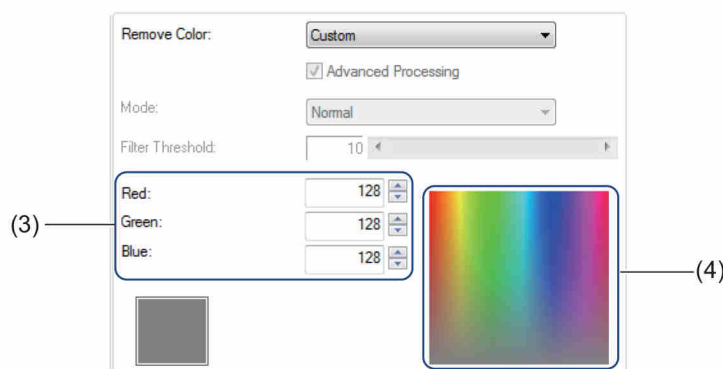 Remove Color: Custom
Advanced Processing
Mode: Normal
Filter Threshold: 10
Red: 128
(3) Green: 128
Blue: 128
(4)